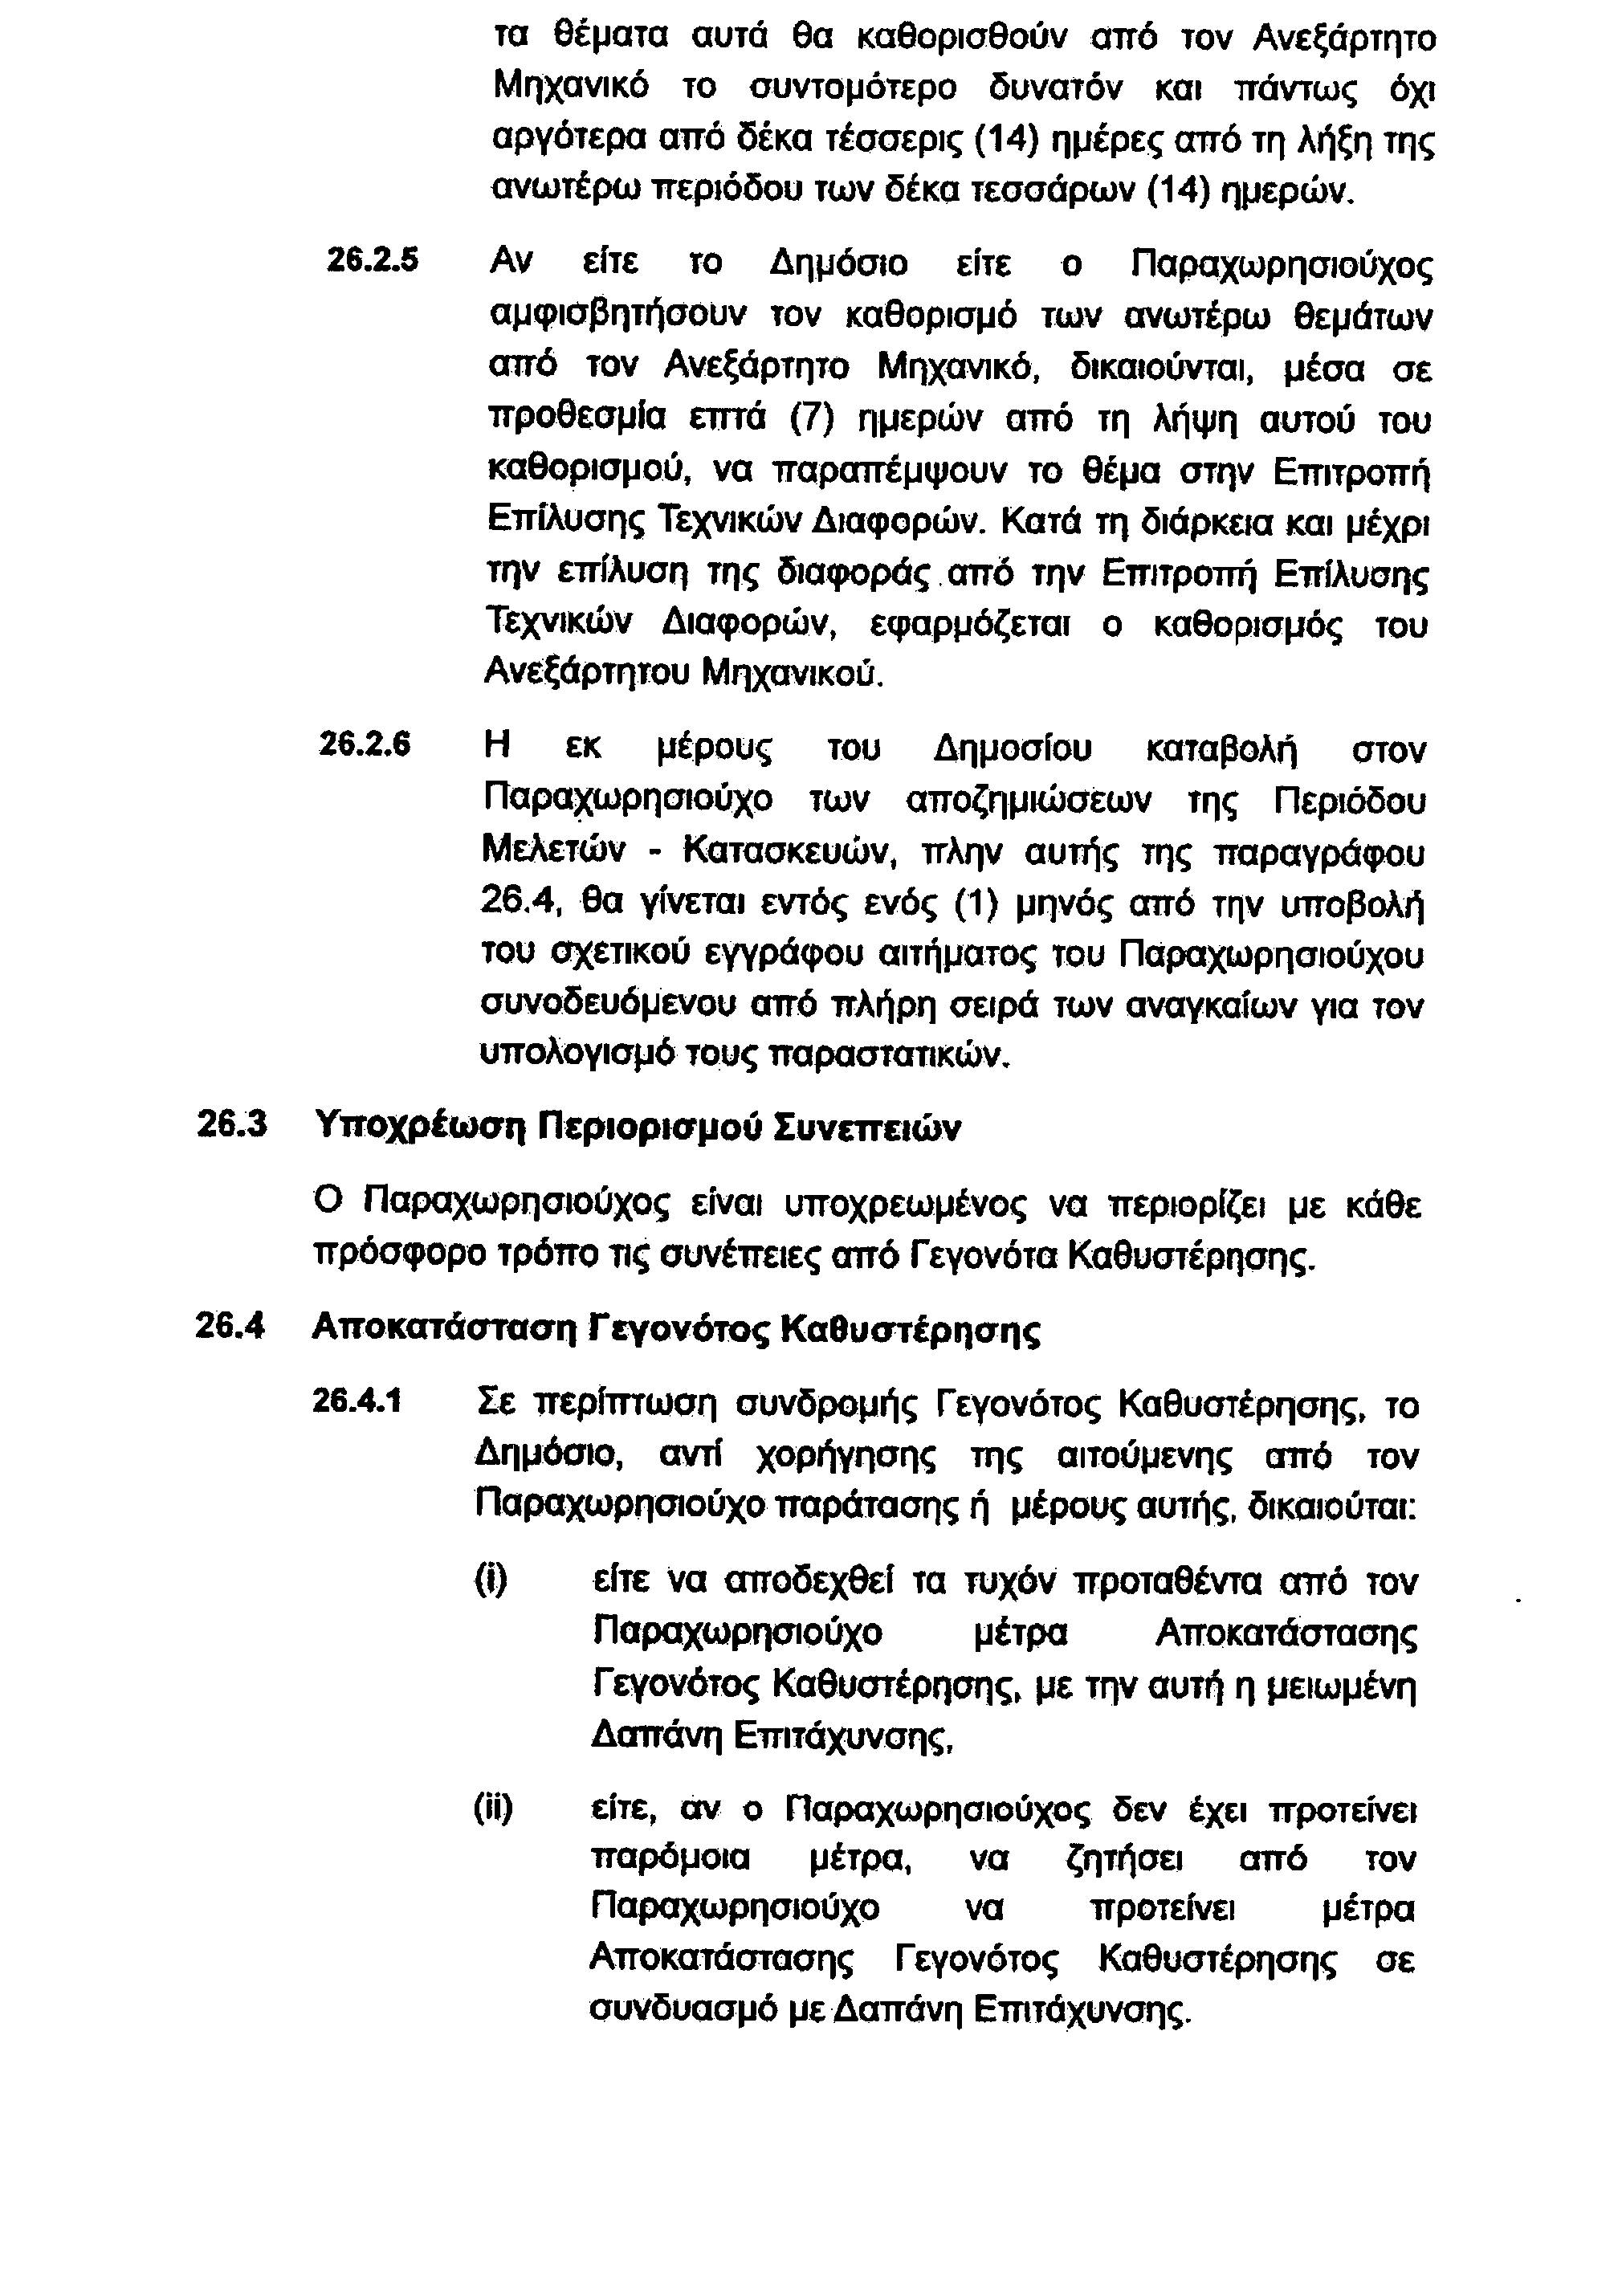 τα θέματα αυτά θα καθορισθούν από τον Ανεξάρτητο
Μηχανικό το συντομότερο δυνατόν και πάντως όχι
αργότερα από δέκα τέσσερις (14) ημέρες από τη λήξη της
ανωτέρω περιόδου των δέκα τεσσάρων (14) ημερών.
26.2.5 Αν είτε το Δημόσιο είτε ο Παραχωρησιούχος
αμφισβητήσουν τον καθορισμό των ανωτέρω θεμάτων
από τον Ανεξάρτητο Μηχανικό, δικαιούνται, μέσα σε
προθεσμία επτά (7) ημερών από τη λήψη αυτού του
καθορισμού, να παραπέμψουν το θέμα στην Επιτροπή
Επίλυσης Τεχνικών Διαφορών. Κατά τη διάρκεια και μέχρι
την επίλυση της διαφοράς από την Επιτροπή Επίλυσης
Τεχνικών Διαφορών, εφαρμόζεται ο καθορισμός του
Ανεξάρτητου Μηχανικού.
26.2.6 Η εκ μέρους του Δημοσίου καταβολή στον
Παραχωρησιούχο των αποζημιώσεων της Περιόδου
Μελετών - Κατασκευών, πλην αυτής της παραγράφου
26.4, θα γίνεται εντός ενός (1) μηνός από την υποβολή
του σχετικού εγγράφου αιτήματος του Παραχωρησιούχου
συνοδευόμενου από πλήρη σειρά των αναγκαίων για τον
υπολογισμό τους παραστατικών.
26.3 Υποχρέωση Περιορισμού Συνεπειών
Ο Παραχωρησιούχος είναι υποχρεωμένος να περιορίζει με κάθε
πρόσφορο τρόπο τις συνέπειες από Γεγονότα Καθυστέρησης.
26.4 Αποκατάσταση Γεγονότος Καθυστέρησης
26.4.1 Σε περίπτωση συνδρομής Γεγονότος Καθυστέρησης, το
Δημόσιο, αντί χορήγησης της αιτούμενης από τον
Παραχωρησιούχο παράτασης ή μέρους αυτής, δικαιούται:
(i) είτε να αποδεχθεί τα τυχόν προταθέντα από τον
Παραχωρησιούχο μέτρα Αποκατάστασης
Γεγονότος Καθυστέρησης, με την αυτή η μειωμένη
Δαπάνη Επιτάχυνσης,
(ii) είτε, αν ο Παραχωρησιούχος δεν έχει προτείνει
παρόμοια μέτρα, να ζητήσει από τον
Παραχωρησιούχο να προτείνει μέτρα
Αποκατάστασης Γεγονότος Καθυστέρησης σε
συνδυασμό με Δαπάνη Επιτάχυνσης.